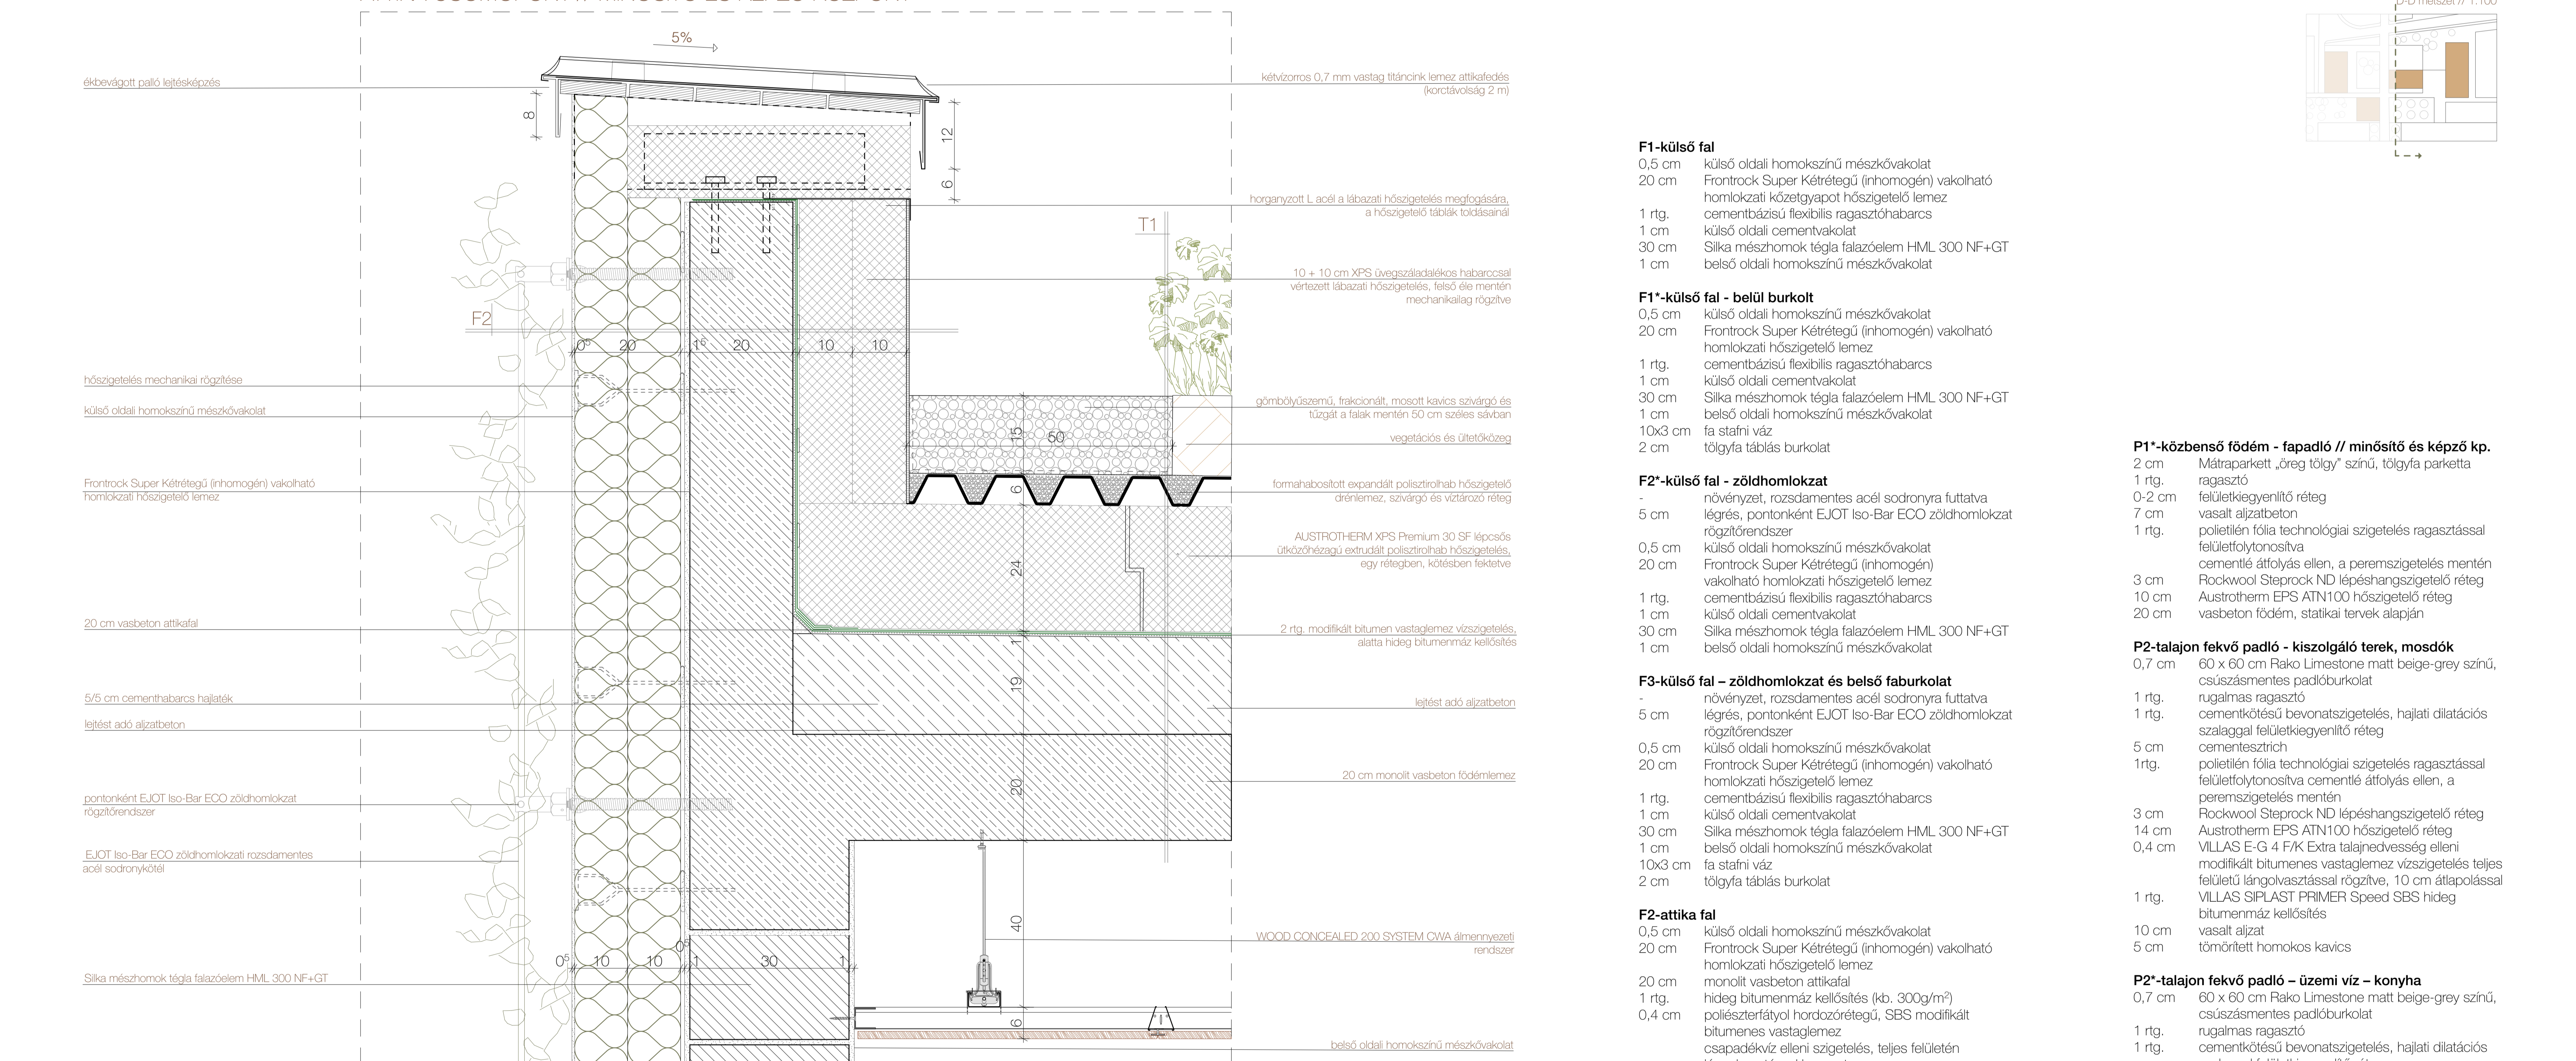 5%
ékbevágott palló lejtésképzés
hőszigetelés mechanikai rögzítése
külső oldali homokszínű mészkővakolat
Frontrock Super Kétrétegű (inhomogén) vakolható
homlokzati hőszigetelő lemez
20 cm vasbeton attikafal
5/5 cm cementhabarcs hajlaték
lejtést adó aljzatbeton
pontonként EJOT Iso-Bar ECO zöldhomlokzat
rögzítőrendszer
EJOT Iso-Bar ECO zöldhomlokzati rozsdamentes
acél sodronykötél
Silka mészhomok tégla falazóelem HML 300 NF+GT
8
12
6
F2
T1
0⁵ 20 1⁵ 20 10 10
15
50
6
24
1
19
20
40
6
0⁵ 10 10 0⁵ 1 30 1
kétvízorros 0,7 mm vastag titáncink lemez attikafedés
(korctávolság 2 m)
horganyzott L acél a lábazati hőszigetelés megfogására,
a hőszigetelő táblák toldásainál
10 + 10 cm XPS üvegszáladalékos habarccsal
vértezett lábazati hőszigetelés, felső éle mentén
mechanikailag rögzítve
gömbölyűszemű, frakcionált, mosott kavics szivárgó és
tűzgát a falak mentén 50 cm széles sávban
vegetációs és ültetőközeg
formahabosított expandált polisztirolhab hőszigetelő
drénlemez, szivárgó és víztározó réteg
AUSTROTHERM XPS Premium 30 SF lépcsős
ütközőhézagú extrudált polisztirolhab hőszigetelés,
egy rétegben, kötésben fektetve
2 rtg. modifikált bitumen vastaglemez vízszigetelés,
alatta hideg bitumenmáz kellősítés
lejtést adó aljzatbeton
20 cm monolit vasbeton födémlemez
WOOD CONCEALED 200 SYSTEM CWA álmennyezeti
rendszer
belső oldali homokszínű mészkővakolat
F1-külső fal
0,5 cm külső oldali homokszínű mészkővakolat
20 cm Frontrock Super Kétrétegű (inhomogén) vakolható
homlokzati kőzetgyapot hőszigetelő lemez
1 rtg. cementbázisú flexibilis ragasztóhabarcs
1 cm külső oldali cementvakolat
30 cm Silka mészhomok tégla falazóelem HML 300 NF+GT
1 cm belső oldali homokszínű mészkővakolat
F1*-külső fal - belül burkolt
0,5 cm külső oldali homokszínű mészkővakolat
20 cm Frontrock Super Kétrétegű (inhomogén) vakolható
homlokzati hőszigetelő lemez
1 rtg. cementbázisú flexibilis ragasztóhabarcs
1 cm külső oldali cementvakolat
30 cm Silka mészhomok tégla falazóelem HML 300 NF+GT
1 cm belső oldali homokszínű mészkővakolat
10x3 cm fa stafni váz
2 cm tölgyfa táblás burkolat
F2*-külső fal - zöldhomlokzat
- növényzet, rozsdamentes acél sodronyra futtatva
5 cm légrés, pontonként EJOT Iso-Bar ECO zöldhomlokzat
rögzítőrendszer
0,5 cm külső oldali homokszínű mészkővakolat
20 cm Frontrock Super Kétrétegű (inhomogén)
vakolható homlokzati hőszigetelő lemez
1 rtg. cementbázisú flexibilis ragasztóhabarcs
1 cm külső oldali cementvakolat
30 cm Silka mészhomok tégla falazóelem HML 300 NF+GT
1 cm belső oldali homokszínű mészkővakolat
F3-külső fal – zöldhomlokzat és belső faburkolat
- növényzet, rozsdamentes acél sodronyra futtatva
5 cm légrés, pontonként EJOT Iso-Bar ECO zöldhomlokzat
rögzítőrendszer
0,5 cm külső oldali homokszínű mészkővakolat
20 cm Frontrock Super Kétrétegű (inhomogén) vakolható
homlokzati hőszigetelő lemez
1 rtg. cementbázisú flexibilis ragasztóhabarcs
1 cm külső oldali cementvakolat
30 cm Silka mészhomok tégla falazóelem HML 300 NF+GT
1 cm belső oldali homokszínű mészkővakolat
10x3 cm fa stafni váz
2 cm tölgyfa táblás burkolat
F2-attika fal
0,5 cm külső oldali homokszínű mészkővakolat
20 cm Frontrock Super Kétrétegű (inhomogén) vakolható
homlokzati hőszigetelő lemez
20 cm monolit vasbeton attikafal
1 rtg. hideg bitumenmáz kellősítés (kb. 300g/m²)
0,4 cm poliészterfátyol hordozórétegű, SBS modifikált
bitumenes vastaglemez
csapadékvíz elleni szigetelés, teljes felületén
D-D metszet // 1:100
P1*-közbenső födém - fapadló // minősítő és képző kp.
2 cm Mátraparkett „öreg tölgy” színű, tölgyfa parketta
1 rtg. ragasztó
0-2 cm felületkiegyenlítő réteg
7 cm vasalt aljzatbeton
1 rtg. polietilén fólia technológiai szigetelés ragasztással
felületfolytonosítva
cementlé átfolyás ellen, a peremszigetelés mentén
3 cm Rockwool Steprock ND lépéshangszigetelő réteg
10 cm Austrotherm EPS ATN100 hőszigetelő réteg
20 cm vasbeton födém, statikai tervek alapján
P2-talajon fekvő padló - kiszolgáló terek, mosdók
0,7 cm 60 x 60 cm Rako Limestone matt beige-grey színű,
csúszásmentes padlóburkolat
1 rtg. rugalmas ragasztó
1 rtg. cementkötésű bevonatszigetelés, hajlati dilatációs
szalaggal felületkiegyenlítő réteg
5 cm cementesztrich
1rtg. polietilén fólia technológiai szigetelés ragasztással
felületfolytonosítva cementlé átfolyás ellen, a
peremszigetelés mentén
3 cm Rockwool Steprock ND lépéshangszigetelő réteg
14 cm Austrotherm EPS ATN100 hőszigetelő réteg
0,4 cm VILLAS E-G 4 F/K Extra talajnedvesség elleni
modifikált bitumenes vastaglemez vízszigetelés teljes
felületű lángolvasztással rögzítve, 10 cm átlapolással
1 rtg. VILLAS SIPLAST PRIMER Speed SBS hideg
bitumenmáz kellősítés
10 cm vasalt aljzat
5 cm tömörített homokos kavics
P2*-talajon fekvő padló – üzemi víz – konyha
0,7 cm 60 x 60 cm Rako Limestone matt beige-grey színű,
csúszásmentes padlóburkolat
1 rtg. rugalmas ragasztó
1 rtg. cementkötésű bevonatszigetelés, hajlati dilatációs